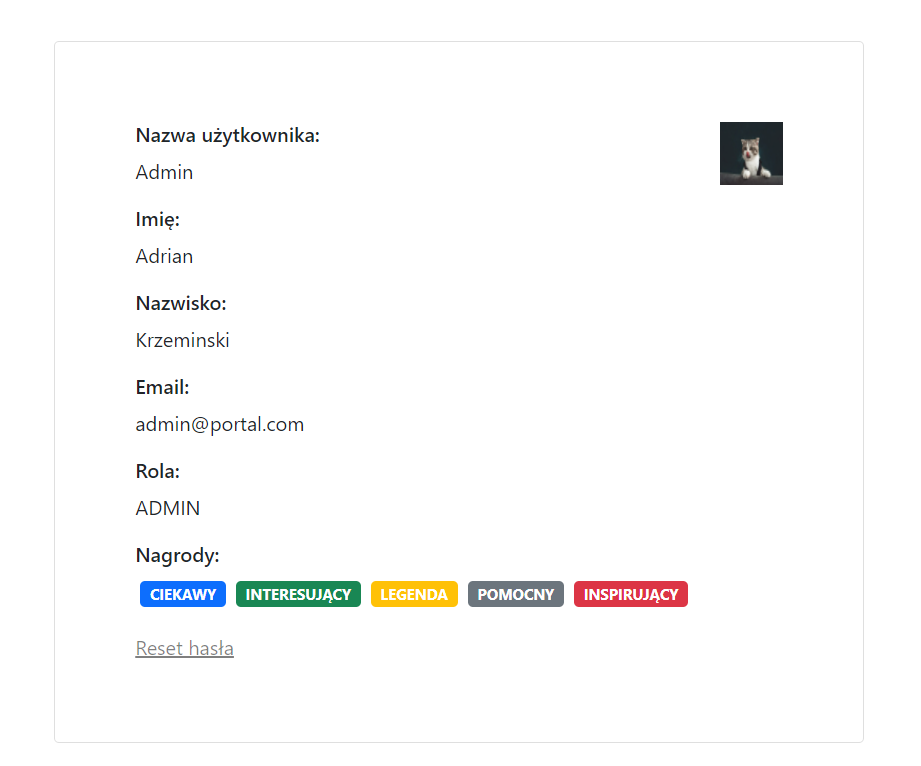 Nazwa użytkownika:
Admin
Imię:
Adrian
Nazwisko:
Krzeminski
Email:
admin@portal.com
Rola:
ADMIN
Nagrody:
CIEKAWY INTERESUJĄCY LEGENDA POMOCNY INSPIRUJĄCY
Reset hasła